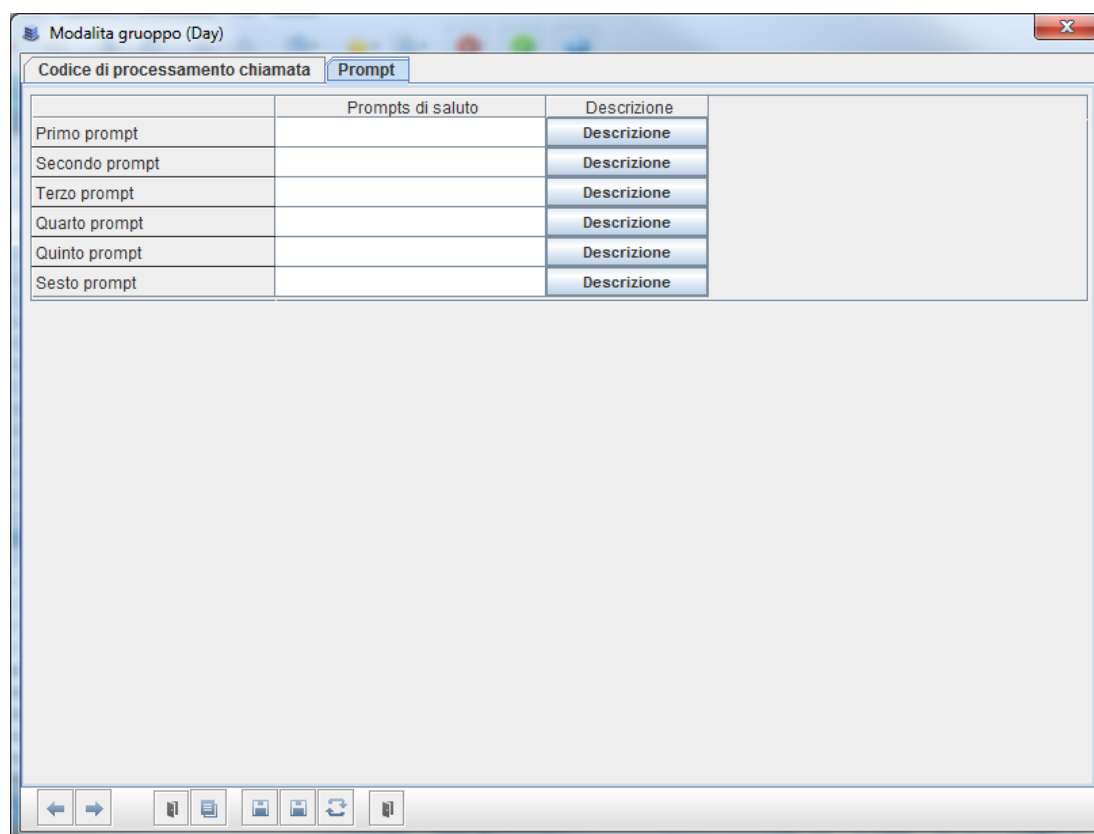 Modalita gruoppo (Day)
Codice di processamento chiamata Prompt
Prompts di saluto Descrizione
Primo prompt Descrizione
Secondo prompt Descrizione
Terzo prompt Descrizione
Quarto prompt Descrizione
Quinto prompt Descrizione
Sesto prompt Descrizione